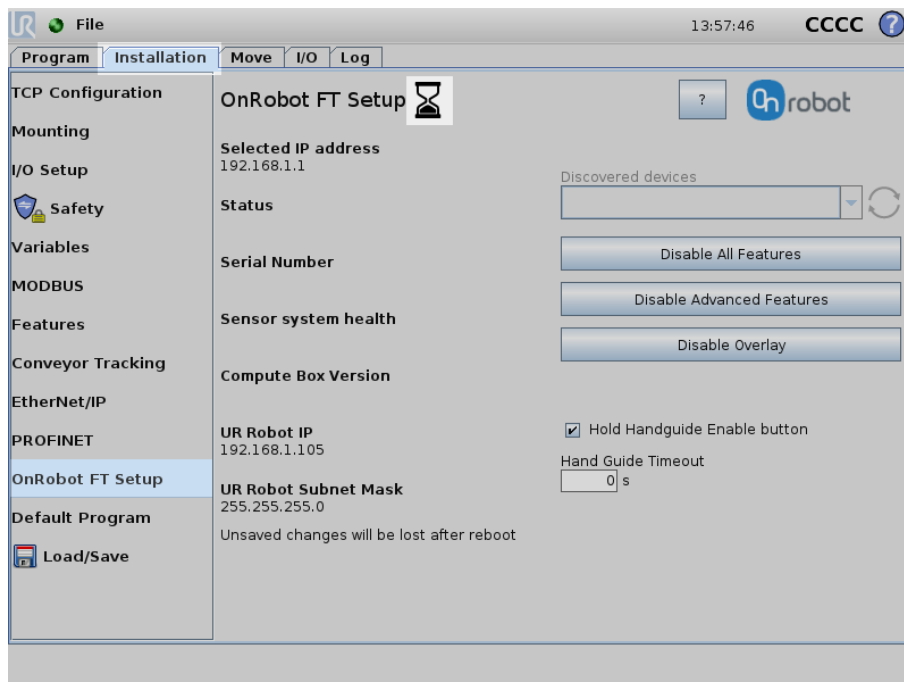 File
13:57:46
CCCC
?
Program
Installation
Move
I/O
Log
TCP Configuration
Mounting
I/O Setup
Safety
Variables
MODBUS
Features
Conveyor Tracking
EtherNet/IP
PROFINET
OnRobot FT Setup
Default Program
Load/Save
OnRobot FT Setup
?
OnRobot
Selected IP address
192.168.1.1
Status
Serial Number
Sensor system health
Compute Box Version
UR Robot IP
192.168.1.105
UR Robot Subnet Mask
255.255.255.0
Unsaved changes will be lost after reboot
Discovered devices
Disable All Features
Disable Advanced Features
Disable Overlay
Hold Handguide Enable button
Hand Guide Timeout
0 s